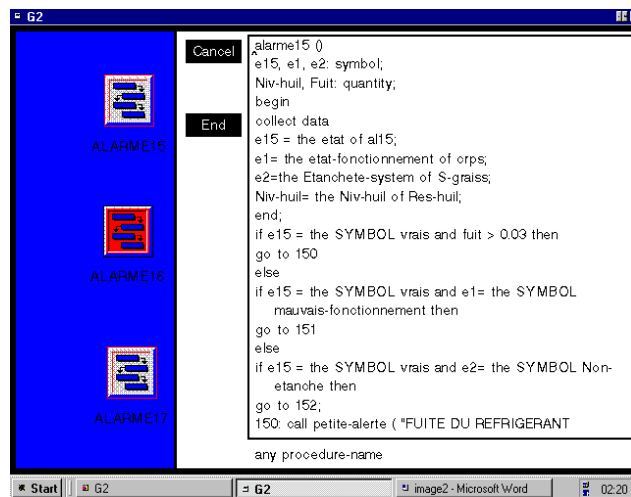 G2
Cancel
End
ALARME15
ALARME16
ALARME17
alarme15 ()
e15, e1, e2: symbol;
Niv-huil, Fuit: quantity;
begin
collect data
e15 = the etat of al15;
e1= the etat-fonctionnement of crps;
e2=the Etanchete-system of S-graiss;
Niv-huil= the Niv-huil of Res-huil;
end;
if e15 = the SYMBOL vrais and fuit > 0.03 then
go to 150
else
if e15 = the SYMBOL vrais and e1= the SYMBOL
mauvais-fonctionnement then
go to 151
else
if e15 = the SYMBOL vrais and e2= the SYMBOL Non-
etanche then
go to 152;
150: call petite-alerte ( "FUITE DU REFRIGERANT
any procedure-name
Start
G2
G2
image2 - Microsoft Word
02:20